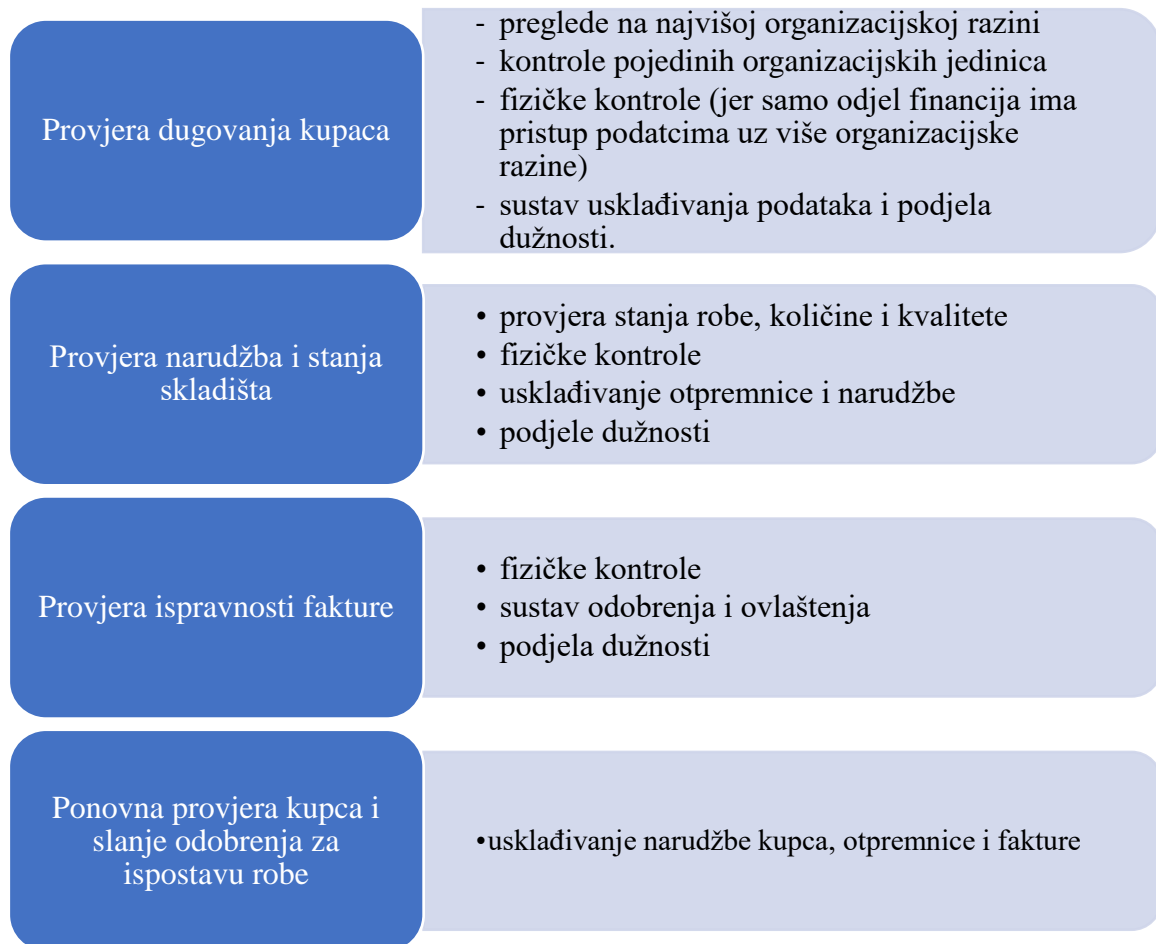 Provjera dugovanja kupaca
- preglede na najvišoj organizacijskoj razini
- kontrole pojedinih organizacijskih jedinica
- fizičke kontrole (jer samo odjel financija ima
pristup podatcima uz više organizacijske
razine)
- sustav usklađivanja podataka i podjela
dužnosti.
Provjera narudžba i stanja
skladišta
• provjera stanja robe, količine i kvalitete
• fizičke kontrole
• usklađivanje otpremnice i narudžbe
• podjele dužnosti
Provjera ispravnosti fakture
• fizičke kontrole
• sustav odobrenja i ovlaštenja
• podjela dužnosti
Ponovna provjera kupca i
slanje odobrenja za
ispostavu robe
•usklađivanje narudžbe kupca, otpremnice i fakture